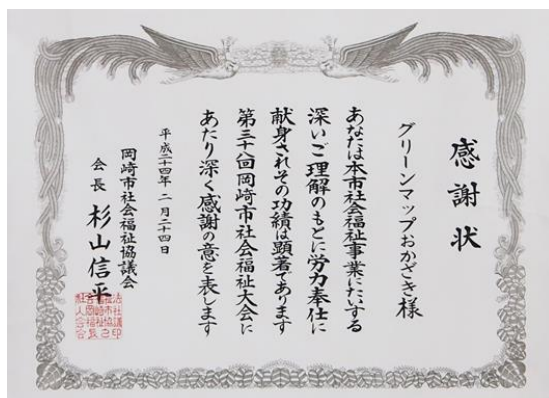 感謝状
グリーンマップおかざき様
あなたは本市社会福祉事業にたいする
深いご理解のもとに労力奉仕に
献身されその功績は顕著であります
第三十回岡崎市社会福祉大会に
あたり深く感謝の意を表します
平成二十四年二月二十四日
岡崎市社会福祉協議会
会長 杉山信平